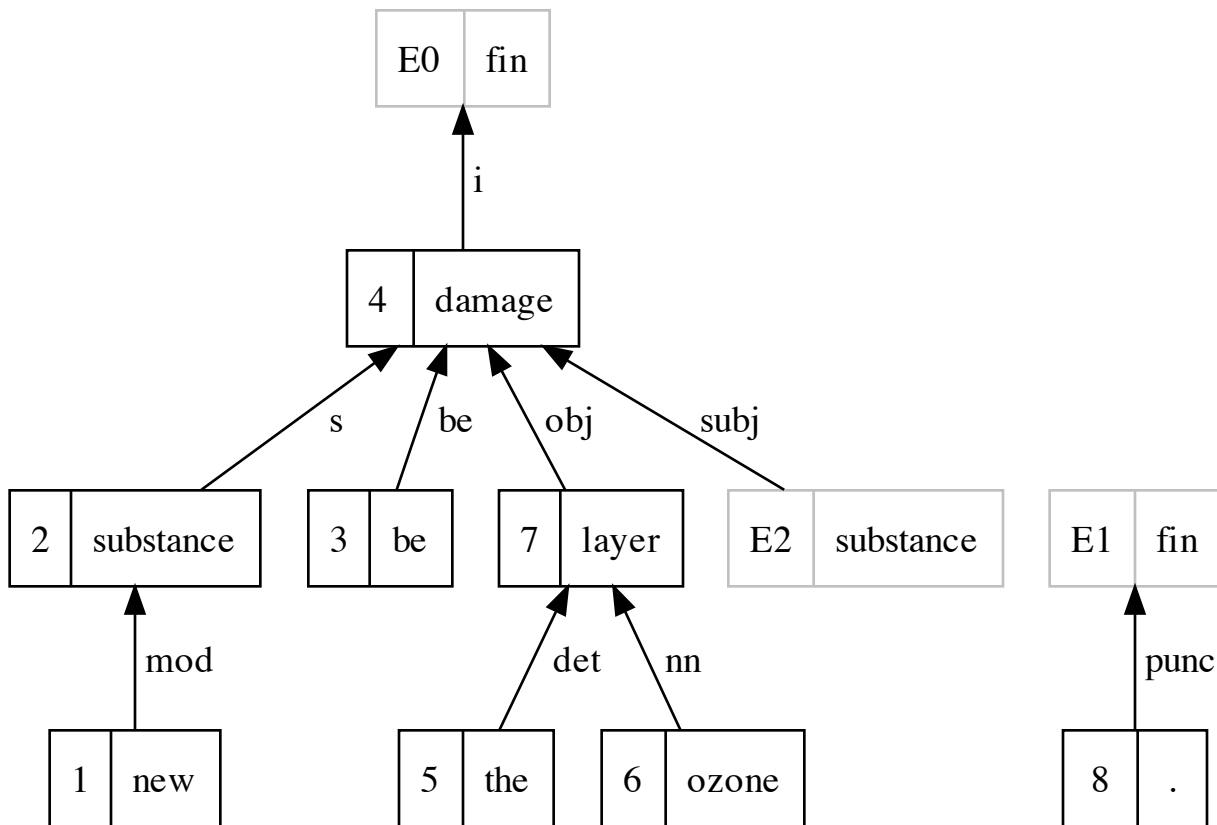 E0 fin
i
4 damage
s be obj subj
2 substance 3 be 7 layer E2 substance E1 fin
mod det nn punc
1 new 5 the 6 ozone 8 .